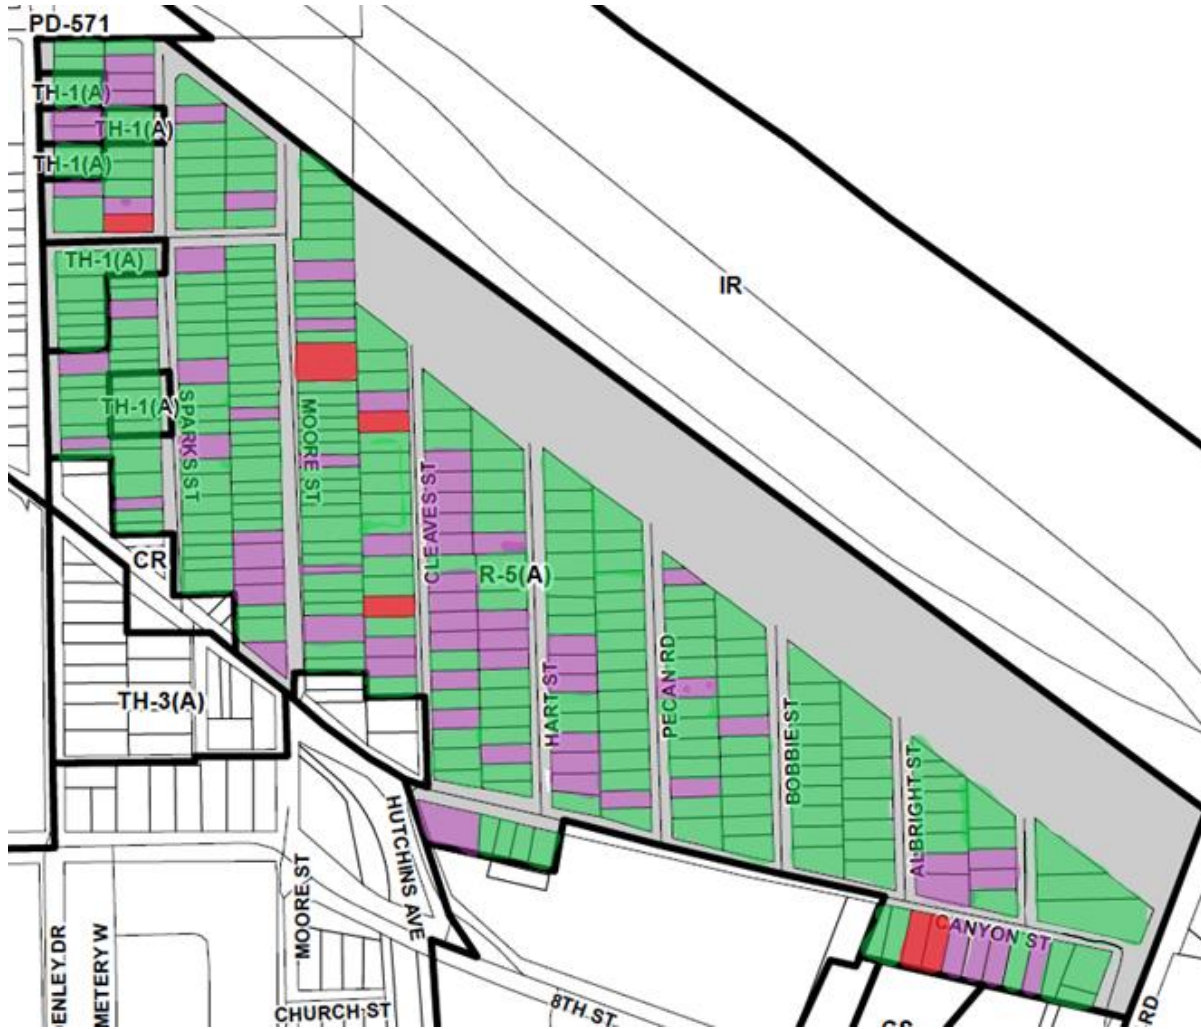 PD-571
TH-1(A)
TH-1(A)
TH-1(A)
TH-1(A)
IR
TH-1(A)
SPARKS ST
MOORE ST
CLEAVES ST
R-5(A)
CR
TH-3(A)
HART ST
PECAN RD
BOBBIE ST
ALBRIGHT ST
HUTCHINS AVE
MOORE ST
CANYON ST
DENLEY DR
METERY W
CHURCH ST
8TH ST
CS
RD